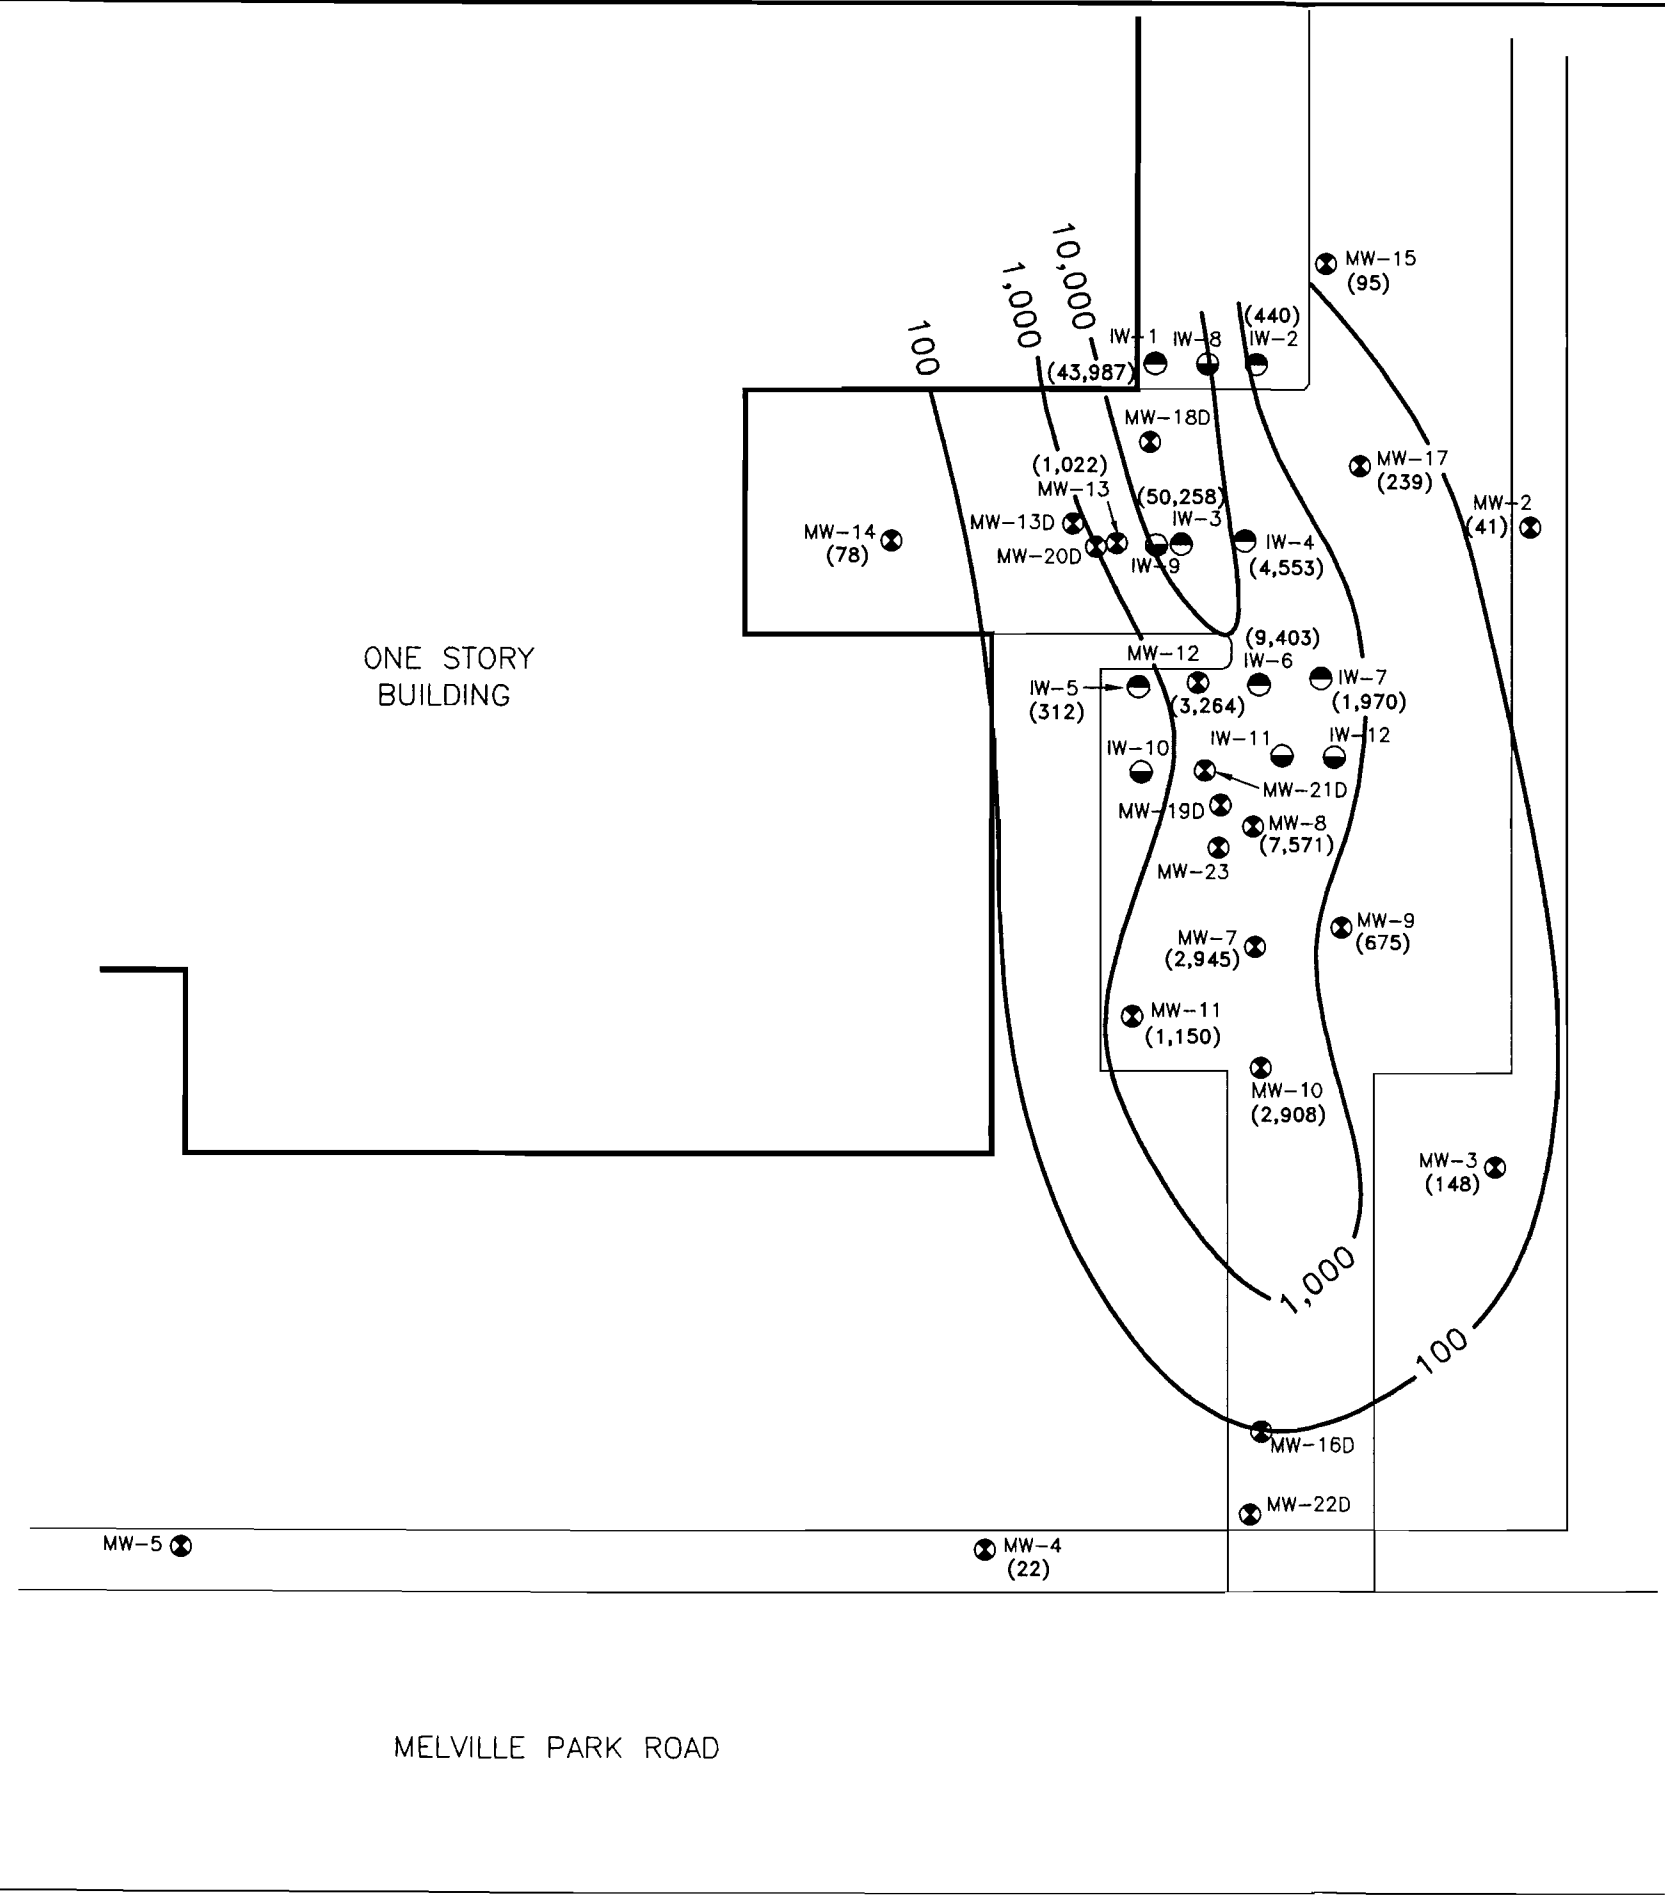 MW-15
(95)
10,000
1,000
100
(440)
IW-1
IW-8
IW-2
(43,987)
MW-18D
(1,022)
MW-13
MW-17
(239)
(50,258)
IW-3
MW-2
(41)
MW-13D
MW-14
(78)
MW-20D
IW-9
IW-4
(4,553)
ONE STORY
BUILDING
(9,403)
MW-12
IW-6
IW-5
(312)
(3,264)
IW-7
(1,970)
IW-10
IW-11
IW-12
MW-21D
MW-19D
MW-8
(7,571)
MW-23
MW-9
(675)
MW-7
(2,945)
MW-11
(1,150)
MW-10
(2,908)
MW-3
(148)
1,000
100
MW-16D
MW-22D
MW-5
MW-4
(22)
MELVILLE PARK ROAD